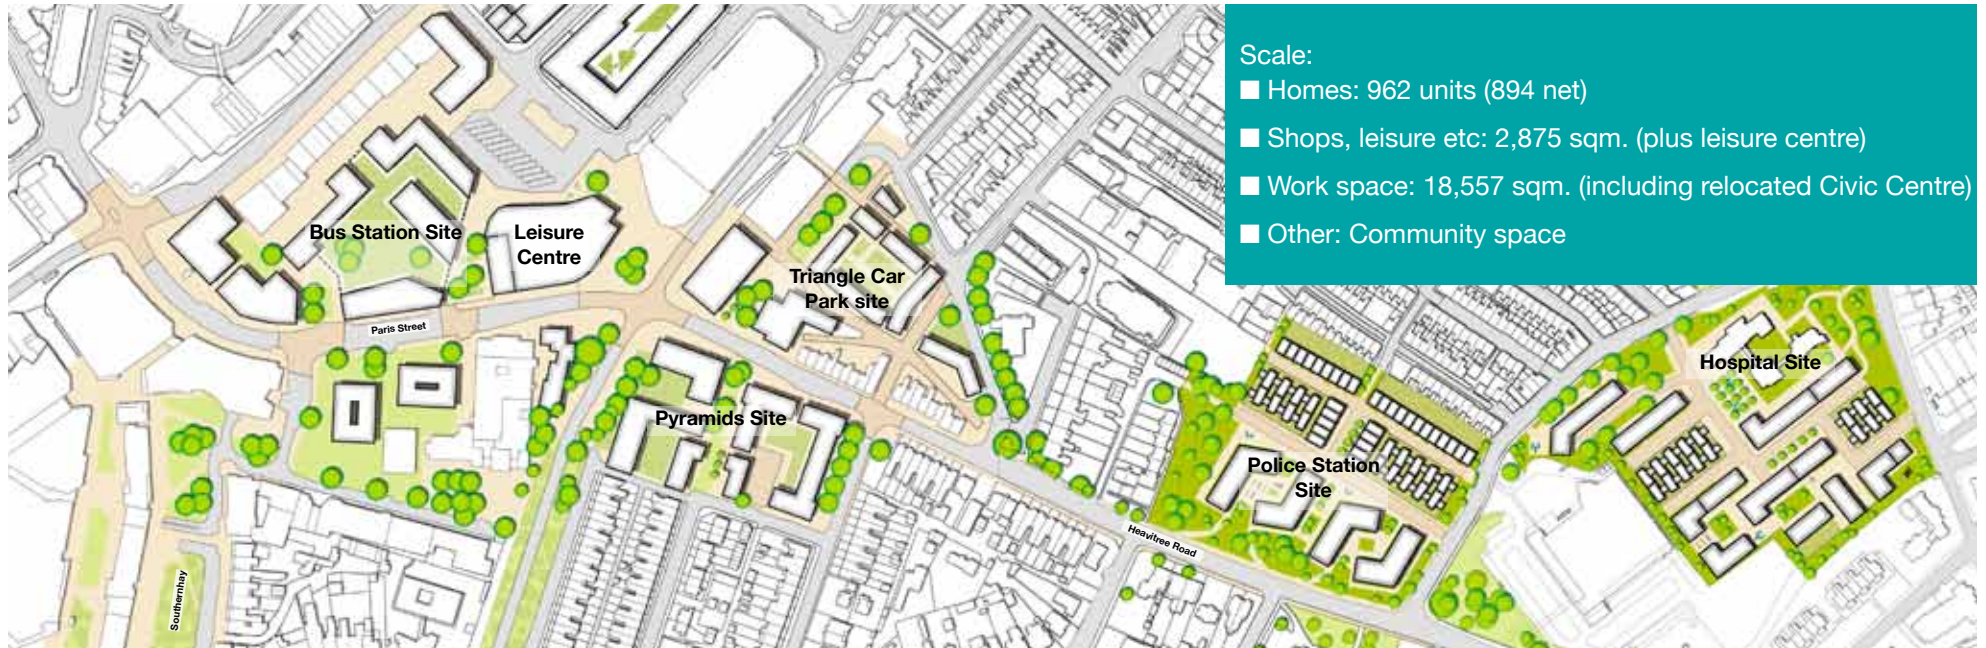 Scale:
■ Homes: 962 units (894 net)
■ Shops, leisure etc: 2,875 sqm. (plus leisure centre)
■ Work space: 18,557 sqm. (including relocated Civic Centre)
■ Other: Community space
Bus Station Site
Leisure
Centre
Triangle Car
Park site
Paris Street
Pyramids Site
Hospital Site
Police Station
Site
Heavitree Road
Southernhay